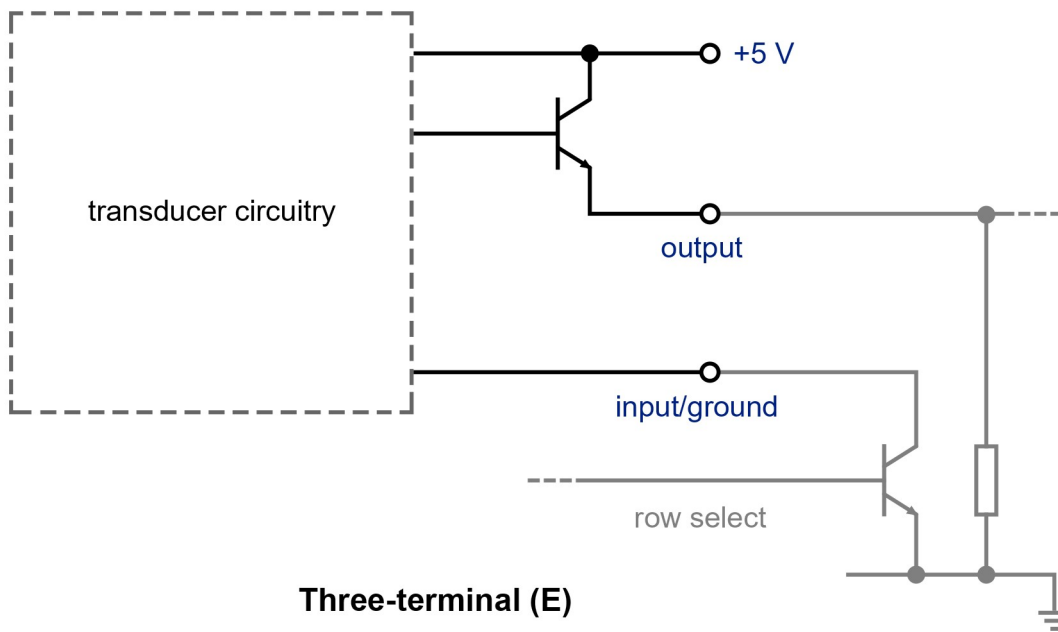 +5 V
transducer circuitry
output
input/ground
row select
Three-terminal (E)